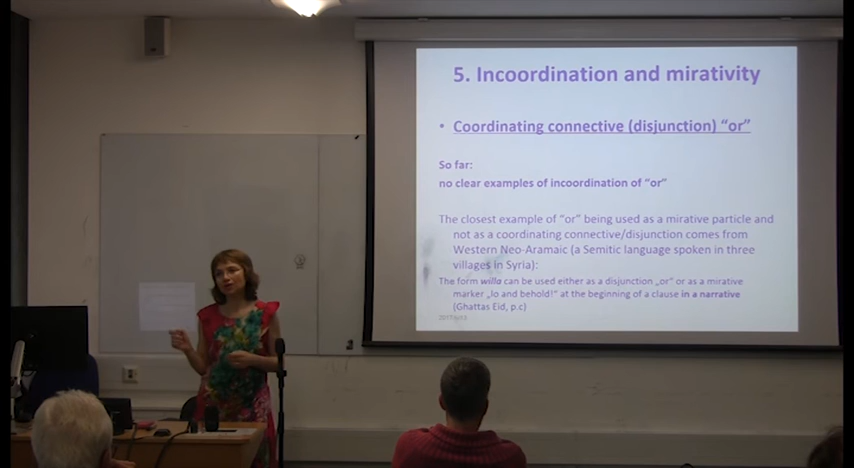 5. Incoordination and mirativity
• Coordinating connective (disjunction) "or"
So far:
no clear examples of incoordination of "or"
The closest example of "or" being used as a mirative particle and
not as a coordinating connective/disjunction comes from
Western Neo-Aramaic (a Semitic language spoken in three
villages in Syria):
The form willa can be used either as a disjunction „or" or as a mirative
marker „lo and behold!" at the beginning of a clause in a narrative
(Ghattas Eid, p.c)